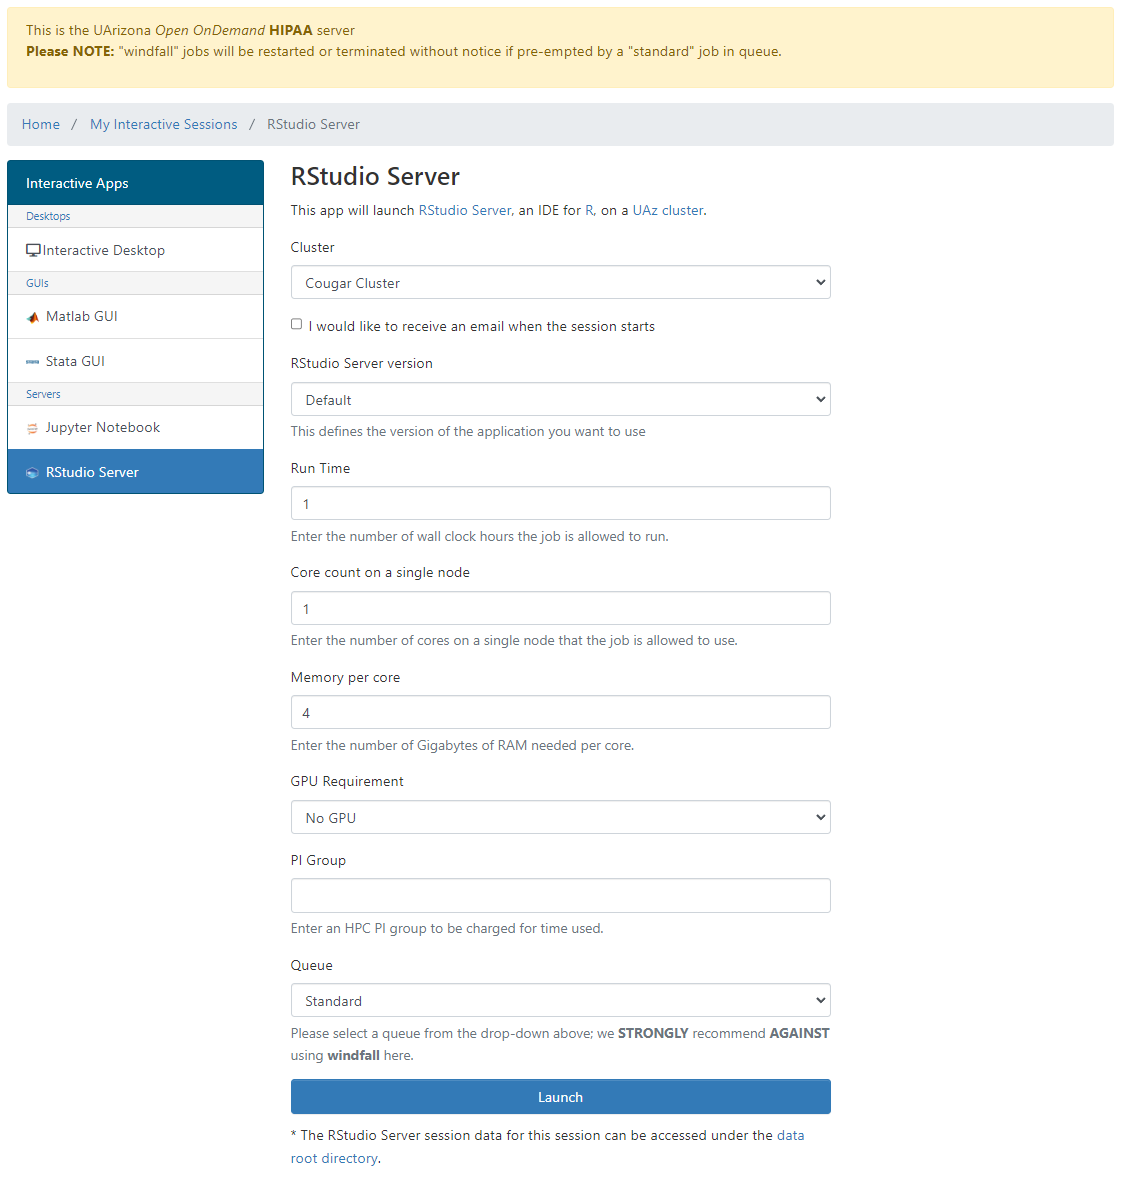 This is the UArizona Open OnDemand HIPAA server
Please NOTE: "windfall" jobs will be restarted or terminated without notice if pre-empted by a "standard" job in queue.
Home / My Interactive Sessions / RStudio Server
Interactive Apps
Desktops
Interactive Desktop
GUIs
Matlab GUI
Stata GUI
Servers
Jupyter Notebook
RStudio Server
RStudio Server
This app will launch RStudio Server, an IDE for R, on a UAz cluster.
Cluster
Cougar Cluster
I would like to receive an email when the session starts
RStudio Server version
Default
This defines the version of the application you want to use
Run Time
1
Enter the number of wall clock hours the job is allowed to run.
Core count on a single node
1
Enter the number of cores on a single node that the job is allowed to use.
Memory per core
4
Enter the number of Gigabytes of RAM needed per core.
GPU Requirement
No GPU
PI Group
Enter an HPC PI group to be charged for time used.
Queue
Standard
Please select a queue from the drop-down above; we STRONGLY recommend AGAINST
using windfall here.
Launch
* The RStudio Server session data for this session can be accessed under the data
root directory.